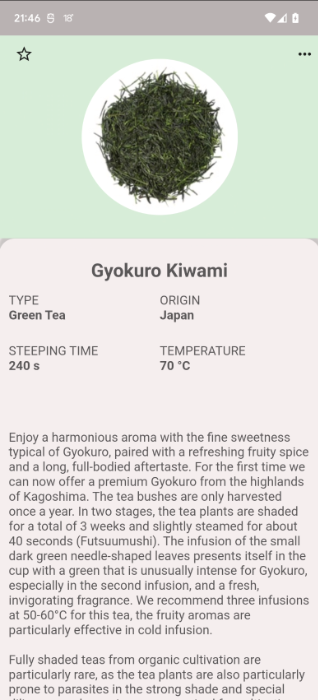 21:46
Gyokuro Kiwami
TYPE ORIGIN
Green Tea Japan
STEEPING TIME TEMPERATURE
240 s 70 °C
Enjoy a harmonious aroma with the fine sweetness
typical of Gyokuro, paired with a refreshing fruity spice
and a long, full-bodied aftertaste. For the first time we
can now offer a premium Gyokuro from the highlands
of Kagoshima. The tea bushes are only harvested
once a year. In two stages, the tea plants are shaded
for a total of 3 weeks and slightly steamed for about
40 seconds (Futsuumushi). The infusion of the small
dark green needle-shaped leaves presents itself in the
cup with a green that is unusually intense for Gyokuro,
especially in the second infusion, and a fresh,
invigorating fragrance. We recommend three infusions
at 50-60°C for this tea, the fruity aromas are
particularly effective in cold infusion.
Fully shaded teas from organic cultivation are
particularly rare, as the tea plants are also particularly
prone to parasites in the strong shade and special